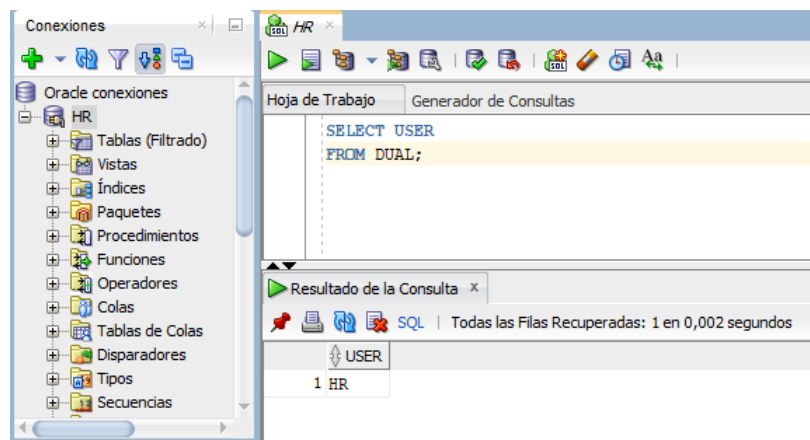 Conexiones
Oracle conexiones
HR
Tablas (Filtrado)
Vistas
Índices
Paquetes
Procedimientos
Funciones
Operadores
Colas
Tablas de Colas
Disparadores
Tipos
Secuencias
HR
Hoja de Trabajo
Generador de Consultas
SELECT USER
FROM DUAL;
Resultado de la Consulta
SQL | Todas las Filas Recuperadas: 1 en 0,002 segundos
USER
1 HR